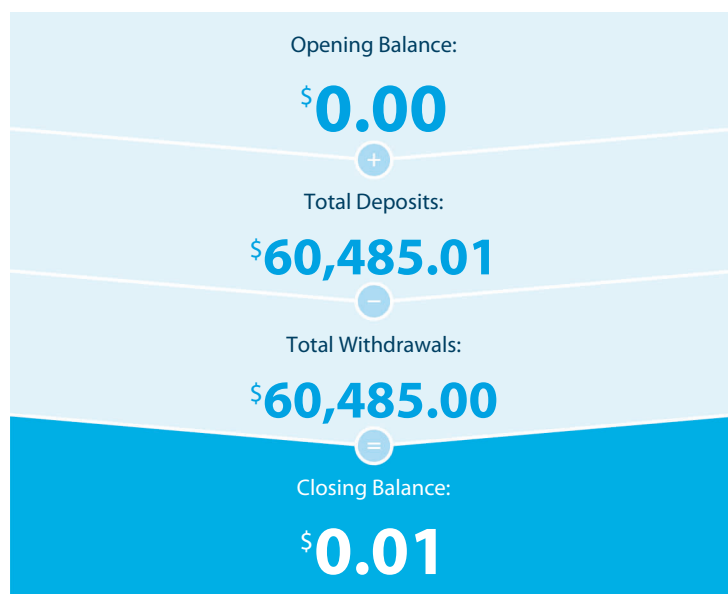 Opening Balance:
$0.00
+
Total Deposits:
$60,485.01
−
Total Withdrawals:
$60,485.00
=
Closing Balance:
$0.01